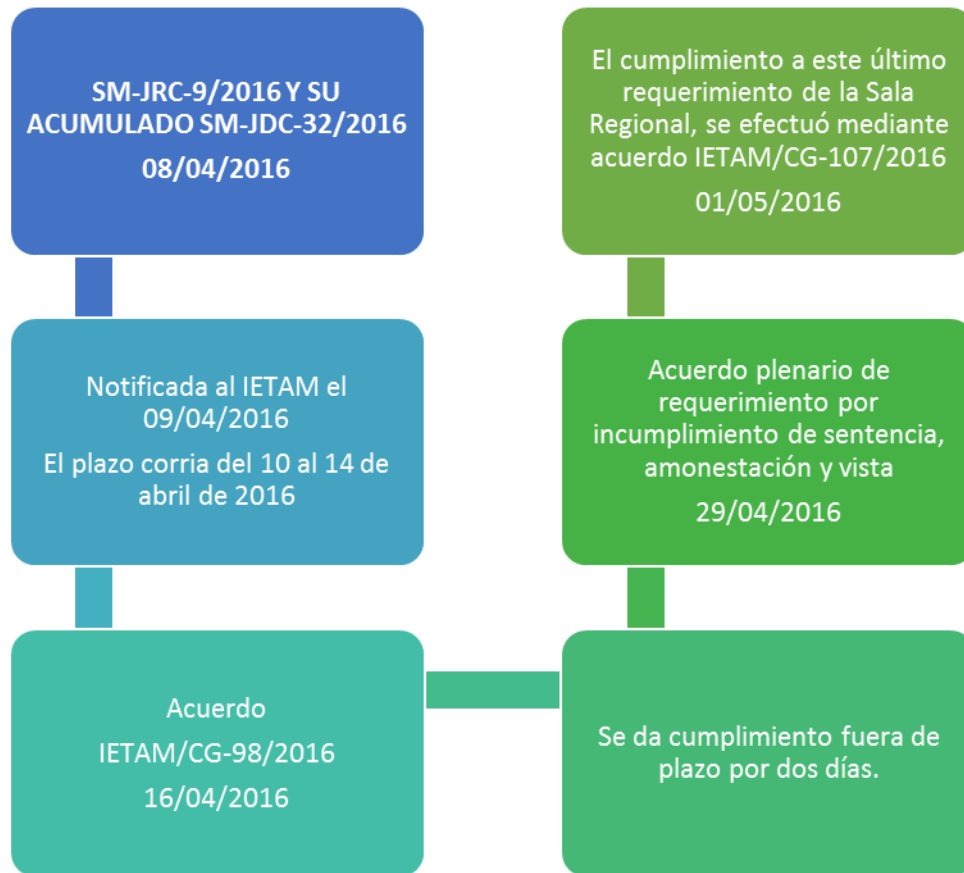 SM-JRC-9/2016 Y SU
ACUMULADO SM-JDC-32/2016
08/04/2016
Notificada al IETAM el
09/04/2016
El plazo corria del 10 al 14 de
abril de 2016
Acuerdo
IETAM/CG-98/2016
16/04/2016
Se da cumplimiento fuera de
plazo por dos días.
Acuerdo plenario de
requerimiento por
incumplimiento de sentencia,
amonestación y vista
29/04/2016
El cumplimiento a este último
requerimiento de la Sala
Regional, se efectuó mediante
acuerdo IETAM/CG-107/2016
01/05/2016